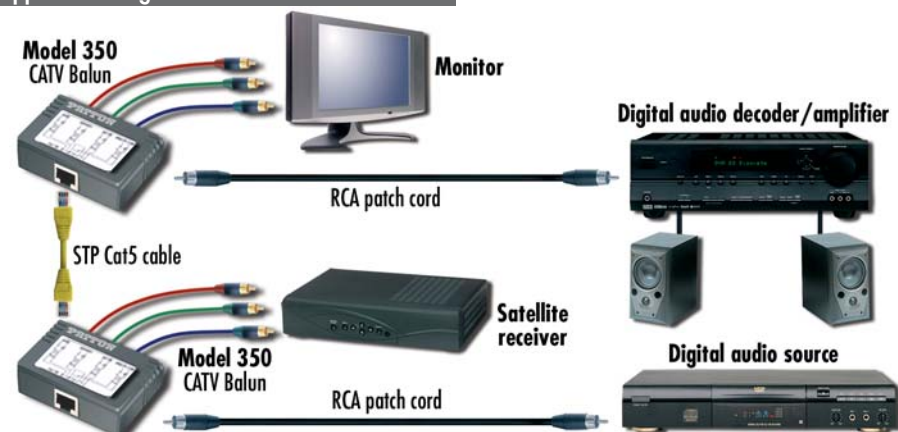 Model 350
CATV Balun
Monitor
Digital audio decoder/amplifier
RCA patch cord
STP Cat5 cable
Satellite
receiver
Model 350
CATV Balun
Digital audio source
RCA patch cord